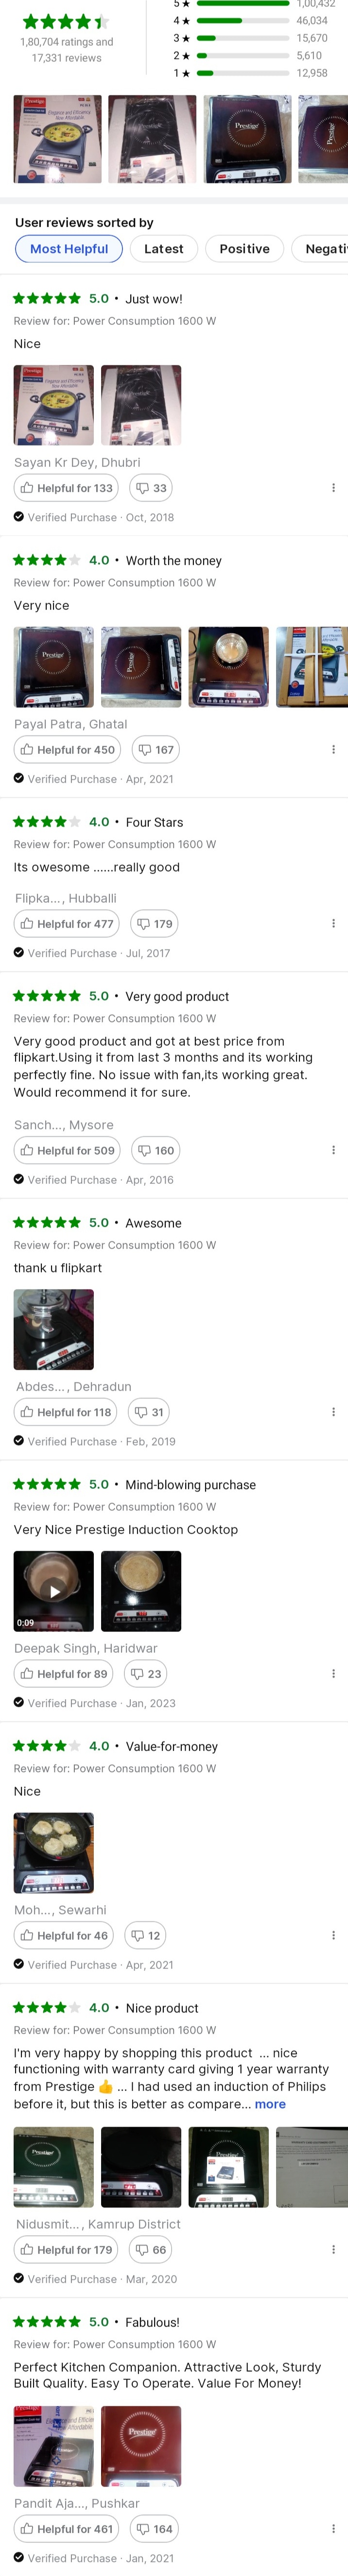 5 ★ 1,00,432
4 ★ 46,034
1,80,704 ratings and
3 ★ 15,670
17,331 reviews
2 ★ 5,610
1 ★ 12,958
User reviews sorted by
Most Helpful Latest Positive Negati
5.0 • Just wow!
Review for: Power Consumption 1600 W
Nice
Sayan Kr Dey, Dhubri
Helpful for 133 33
Verified Purchase · Oct, 2018
4.0 • Worth the money
Review for: Power Consumption 1600 W
Very nice
Prestige
Payal Patra, Ghatal
Helpful for 450 167
Verified Purchase · Apr, 2021
4.0 • Four Stars
Review for: Power Consumption 1600 W
Its owesome ......really good
Flipka... , Hubballi
Helpful for 477 179
Verified Purchase · Jul, 2017
5.0 • Very good product
Review for: Power Consumption 1600 W
Very good product and got at best price from
flipkart.Using it from last 3 months and its working
perfectly fine. No issue with fan,its working great.
Would recommend it for sure.
Sanch... , Mysore
Helpful for 509 160
Verified Purchase · Apr, 2016
5.0 • Awesome
Review for: Power Consumption 1600 W
thank u flipkart
Abdes... , Dehradun
Helpful for 118 31
Verified Purchase · Feb, 2019
5.0 • Mind-blowing purchase
Review for: Power Consumption 1600 W
Very Nice Prestige Induction Cooktop
0:09
Deepak Singh, Haridwar
Helpful for 89 23
Verified Purchase · Jan, 2023
4.0 • Value-for-money
Review for: Power Consumption 1600 W
Nice
Moh... , Sewarhi
Helpful for 46 12
Verified Purchase · Apr, 2021
4.0 • Nice product
Review for: Power Consumption 1600 W
I'm very happy by shopping this product ... nice
functioning with warranty card giving 1 year warranty
from Prestige 👍 ... I had used an induction of Philips
before it, but this is better as compare... more
Prestige
Nidusmit... , Kamrup District
Helpful for 179 66
Verified Purchase · Mar, 2020
5.0 • Fabulous!
Review for: Power Consumption 1600 W
Perfect Kitchen Companion. Attractive Look, Sturdy
Built Quality. Easy To Operate. Value For Money!
Prestige
Pandit Aja..., Pushkar
Helpful for 461 164
Verified Purchase · Jan, 2021